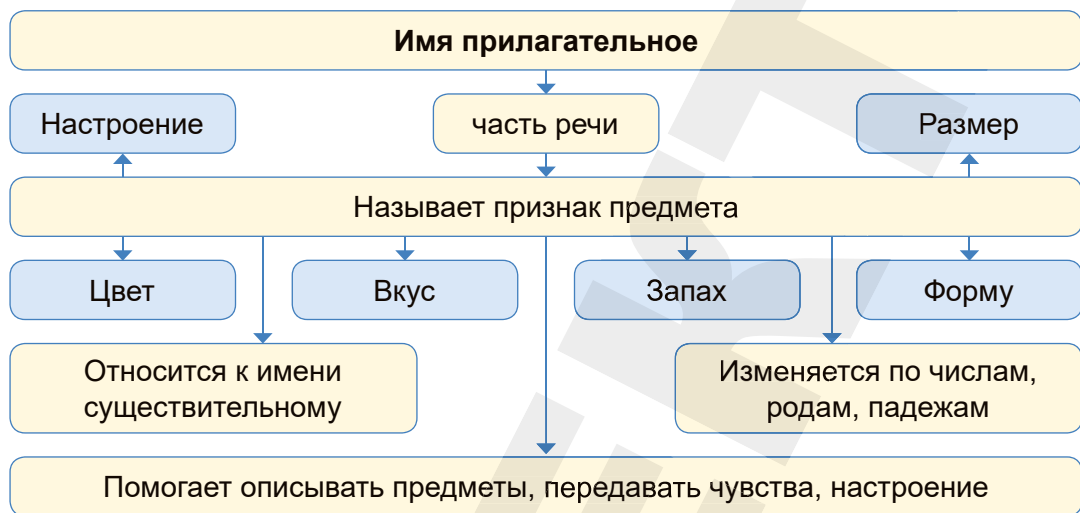 Имя прилагательное
Настроение
часть речи
Размер
Называет признак предмета
Цвет
Вкус
Запах
Форму
Относится к имени
существительному
Изменяется по числам,
родам, падежам
Помогает описывать предметы, передавать чувства, настроение